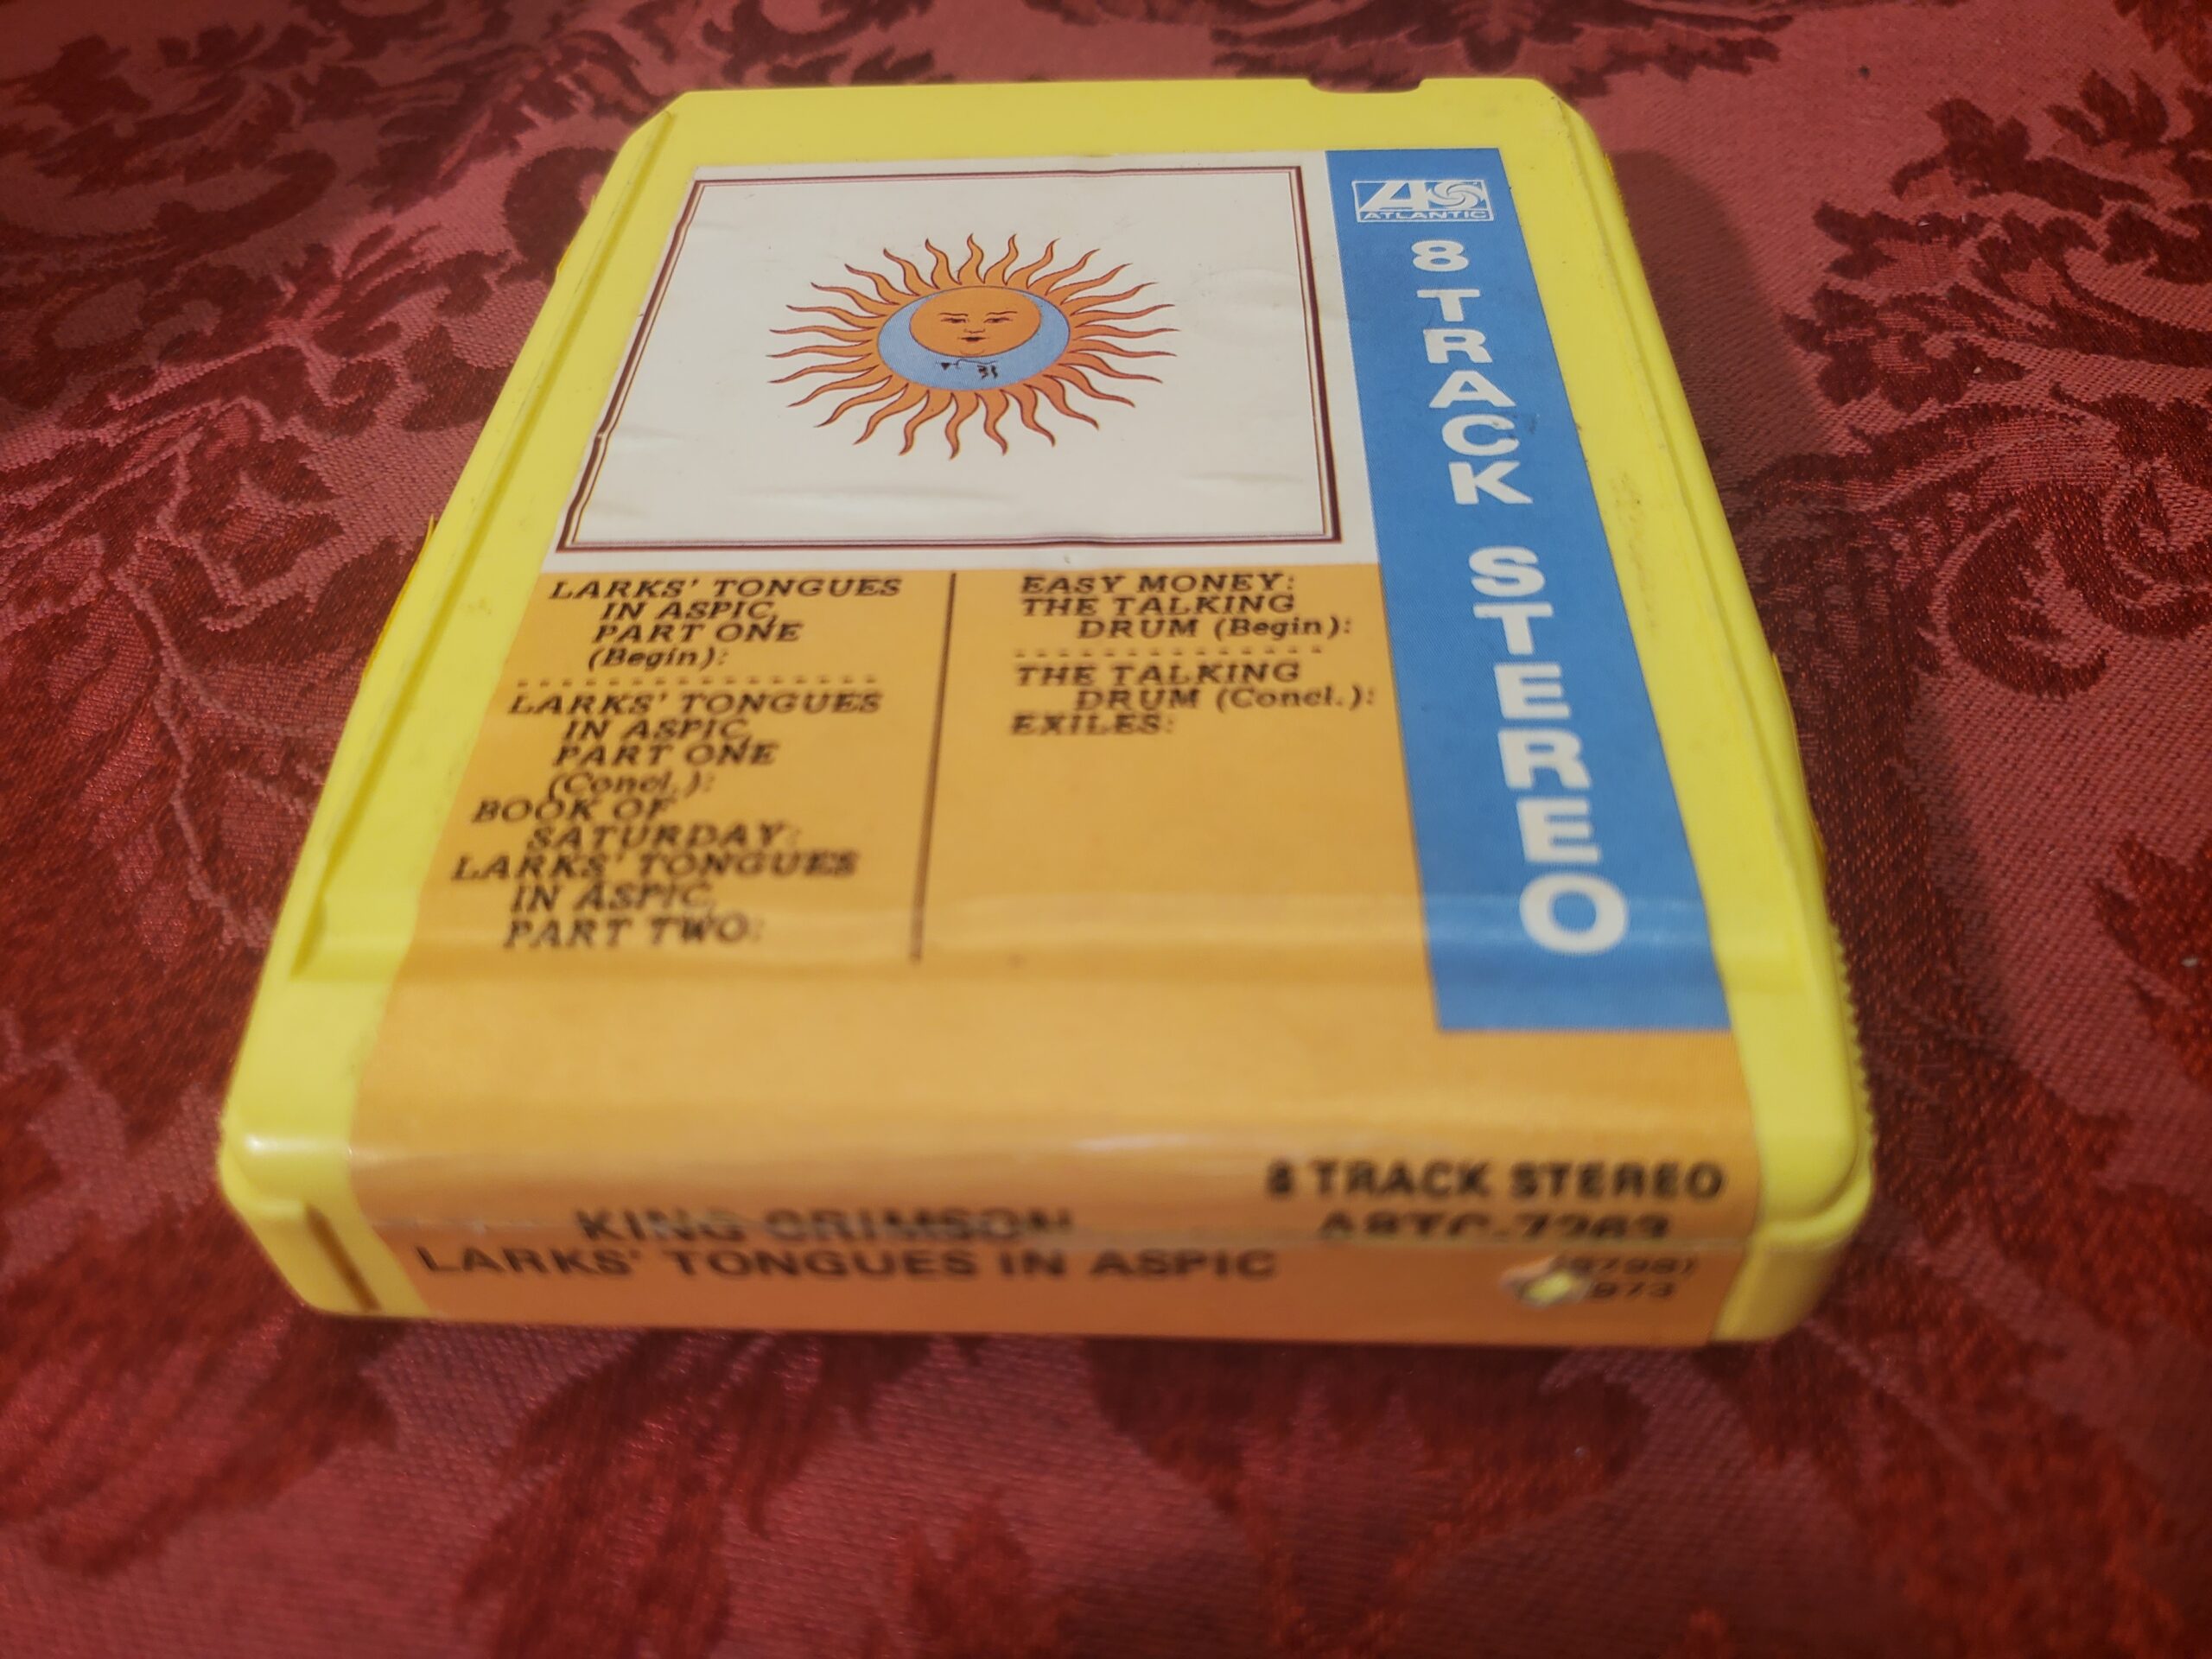 ATLANTIC
8 TRACK STEREO
LARKS' TONGUES
IN ASPIC,
PART ONE
(Begin):
LARKS' TONGUES
IN ASPIC,
PART ONE
(Concl.):
BOOK OF
SATURDAY:
LARKS' TONGUES
IN ASPIC,
PART TWO:
EASY MONEY:
THE TALKING
DRUM (Begin):
THE TALKING
DRUM (Concl.):
EXILES:
8 TRACK STEREO
KING CRIMSON
LARKS' TONGUES IN ASPIC